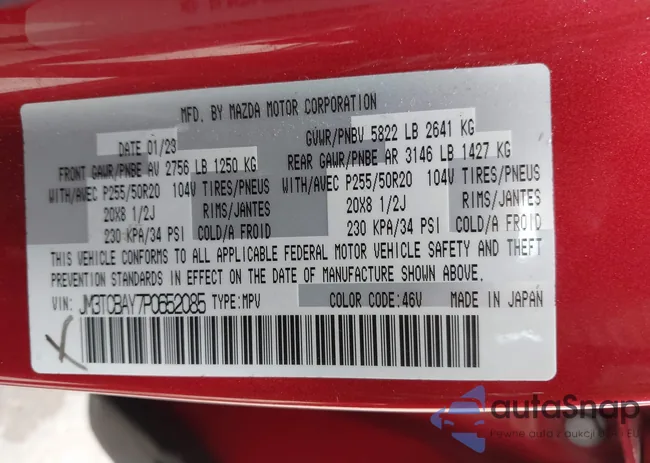 MFD. BY MAZDA MOTOR CORPORATION
DATE 01/23
GVWR/PNBV 5822 LB 2641 KG
FRONT GAWR/PNBE AV 2756 LB 1250 KG
REAR GAWR/PNBE AR 3146 LB 1427 KG
WITH/AVEC P255/50R20 104V TIRES/PNEUS
WITH/AVEC P255/50R20 104V TIRES/PNEUS
20X8 1/2J RIMS/JANTES
20X8 1/2J RIMS/JANTES
230 KPA/34 PSI COLD/A FROID
230 KPA/34 PSI COLD/A FROID
THIS VEHICLE CONFORMS TO ALL APPLICABLE FEDERAL MOTOR VEHICLE SAFETY AND THEFT
PREVENTION STANDARDS IN EFFECT ON THE DATE OF MANUFACTURE SHOWN ABOVE.
VIN: JM3TCBAY7P0652085 TYPE:MPV COLOR CODE:46V MADE IN JAPAN
autoSnap
Pewne auta z aukcji